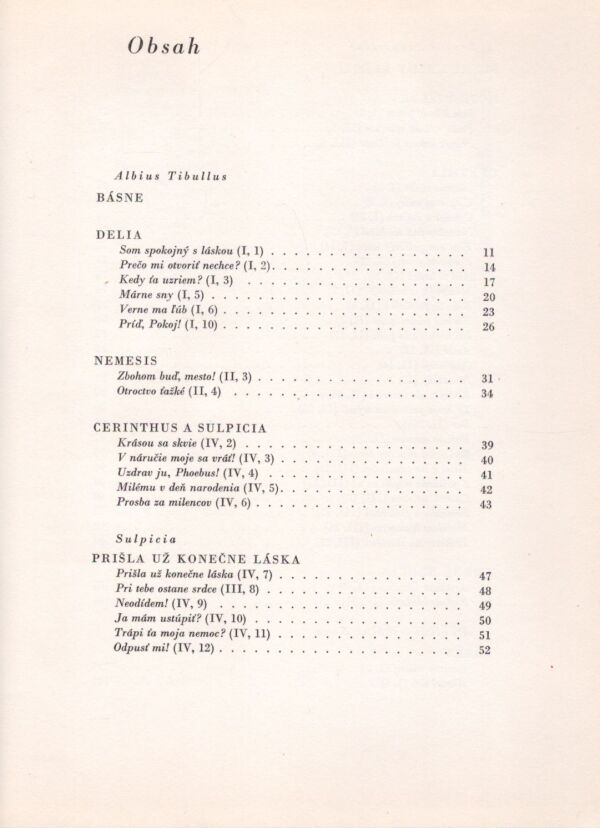 Obsah
Albius Tibullus
BÁSNE
DELIA
Som spokojný s láskou (I, 1) . . . . . . . . . . . . . . . 11
Prečo mi otvoriť nechce? (I, 2). . . . . . . . . . . . . . 14
Kedy ťa uzriem? (I, 3) . . . . . . . . . . . . . . . 17
Márne sny (I, 5) . . . . . . . . . . . . . . . . . . 20
Verne ma ľúb (I, 6) . . . . . . . . . . . . . . . . . 23
Príď, Pokoj! (I, 10) . . . . . . . . . . . . . . . . . 26
NEMESIS
Zbohom buď, mesto! (II, 3) . . . . . . . . . . . . . . . 31
Otroctvo ťažké (II, 4) . . . . . . . . . . . . . . . . 34
CERINTHUS A SULPICIA
Krásou sa skvie (IV, 2) . . . . . . . . . . . . . . . 39
V náručie moje sa vráť! (IV, 3) . . . . . . . . . . . . . 40
Uzdrav ju, Phoebus! (IV, 4) . . . . . . . . . . . . . . 41
Milému v deň narodenia (IV, 5). . . . . . . . . . . . . 42
Prosba za milencov (IV, 6) . . . . . . . . . . . . . . . 43
Sulpicia
PRIŠLA UŽ KONEČNE LÁSKA
Prišla už konečne láska (IV, 7) . . . . . . . . . . . . . 47
Pri tebe ostane srdce (III, 8) . . . . . . . . . . . . . . 48
Neodídem! (IV, 9) . . . . . . . . . . . . . . . . . 49
Ja mám ustúpiť? (IV, 10) . . . . . . . . . . . . . . . 50
Trápi ťa moja nemoc? (IV, 11) . . . . . . . . . . . . . 51
Odpusť mi! (IV, 12) . . . . . . . . . . . . . . . . . 52